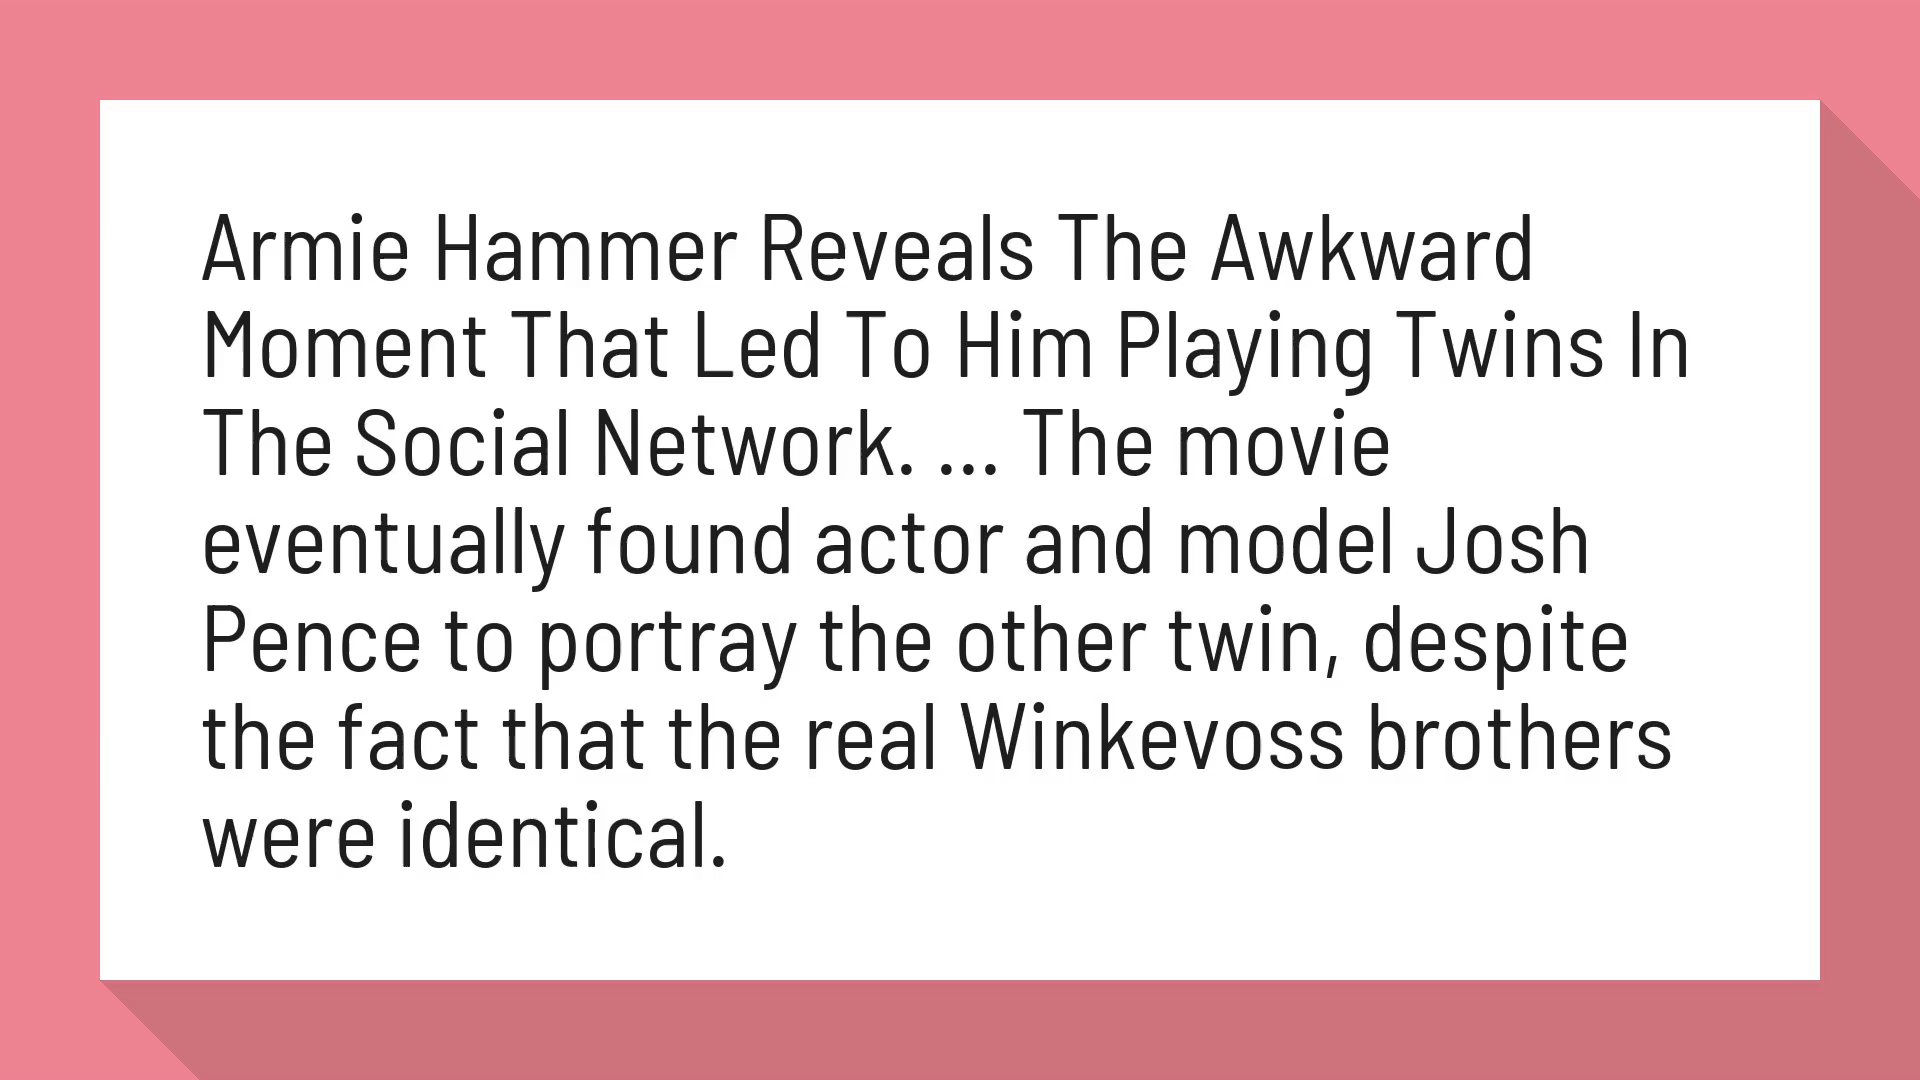 Armie Hammer Reveals The Awkward
Moment That Led To Him Playing Twins In
The Social Network. ... The movie
eventually found actor and model Josh
Pence to portray the other twin, despite
the fact that the real Winkevoss brothers
were identical.